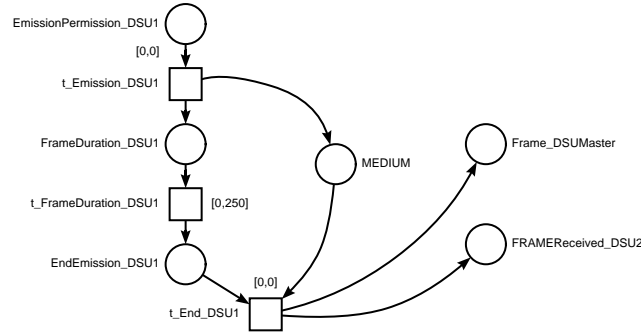 EmissionPermission_DSU1
[0,0]
t_Emission_DSU1
FrameDuration_DSU1
Frame_DSUMaster
MEDIUM
t_FrameDuration_DSU1
[0,250]
FRAMEReceived_DSU2
EndEmission_DSU1
[0,0]
t_End_DSU1